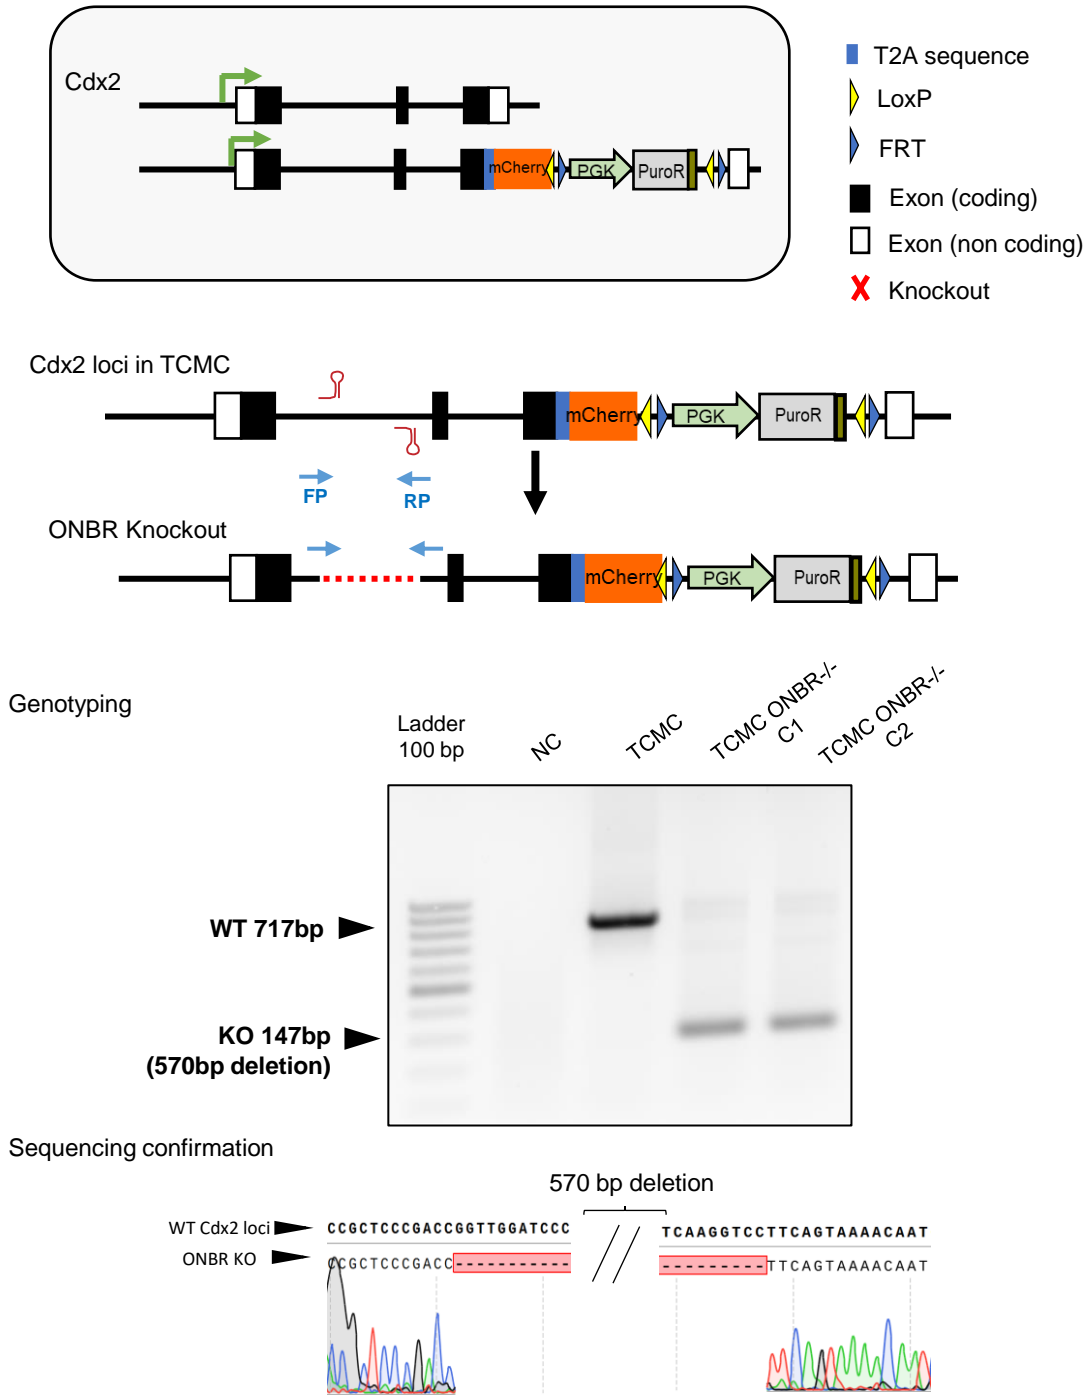 Cdx2
mCherry
PGK
PuroR
T2A sequence
LoxP
FRT
Exon (coding)
Exon (non coding)
Knockout
Cdx2 loci in TCMC
mCherry
PGK
PuroR
FP
RP
ONBR Knockout
mCherry
PGK
PuroR
Genotyping
Ladder
100 bp
NC
TCMC
TCMC ONBR-/-
C1
TCMC ONBR-/-
C2
WT 717bp
KO 147bp
(570bp deletion)
Sequencing confirmation
570 bp deletion
WT Cdx2 loci
CCGCTCCCGACCGGTTGGATCCC
TCAAGGTCCTTCAGTAAAACAAT
ONBR KO
CCGCTCCCGACC-----------
---------TTCAGTAAAACAAT